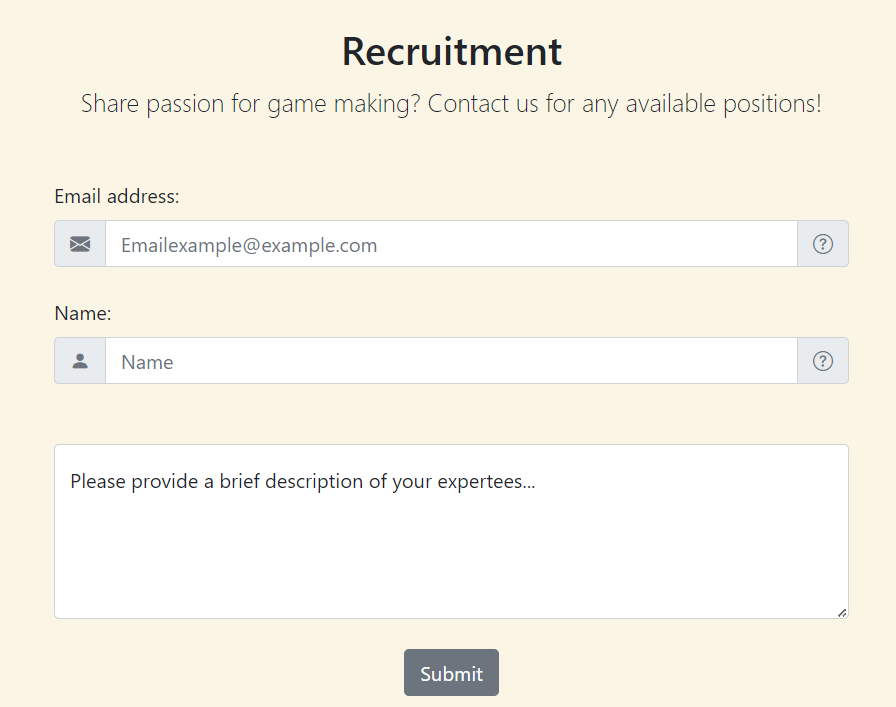 Recruitment
Share passion for game making? Contact us for any available positions!
Email address:
Emailexample@example.com
Name:
Name
Please provide a brief description of your expertees...
Submit